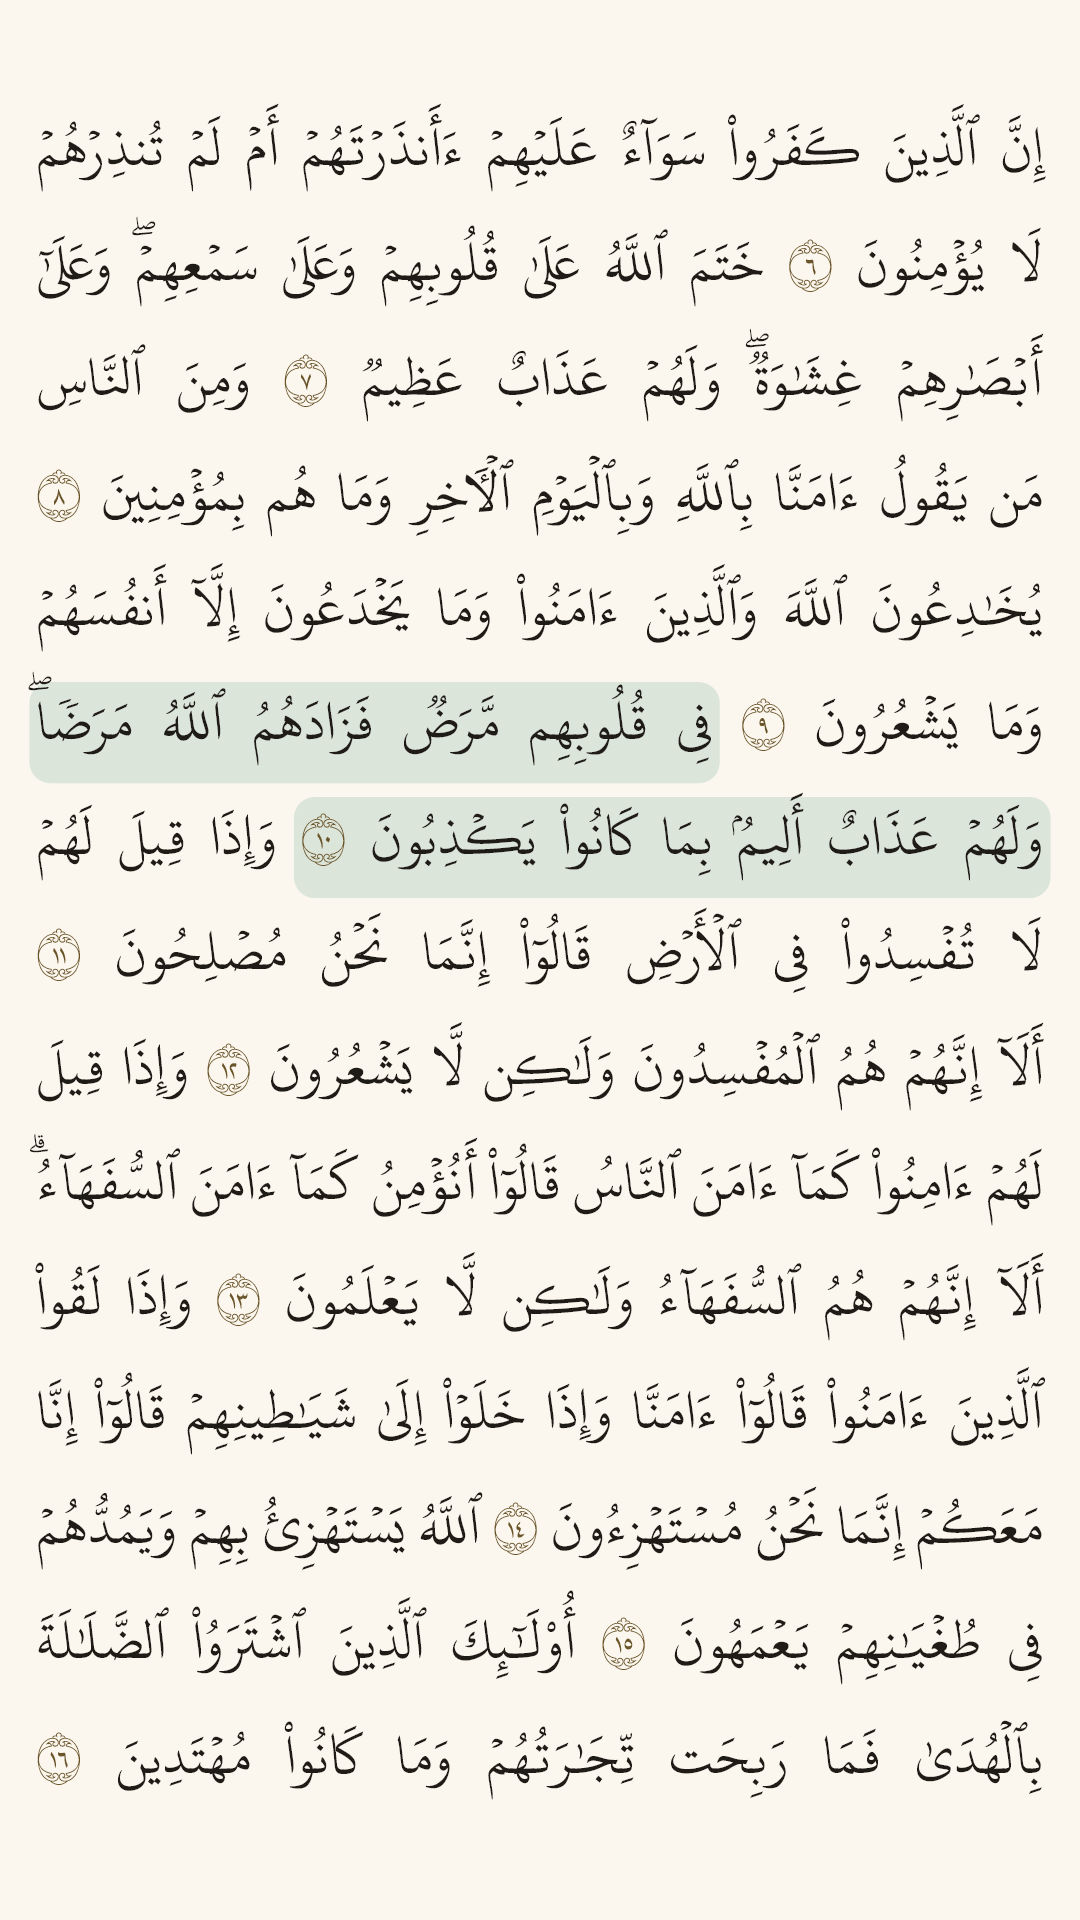 إِنَّ ٱلَّذِينَ كَفَرُوا۟ سَوَآءٌ عَلَيْهِمْ ءَأَنذَرْتَهُمْ أَمْ لَمْ تُنذِرْهُمْ
لَا يُؤْمِنُونَ ٦ خَتَمَ ٱللَّهُ عَلَىٰ قُلُوبِهِمْ وَعَلَىٰ سَمْعِهِمْ ۖ وَعَلَىٰٓ
أَبْصَـٰرِهِمْ غِشَـٰوَةٌ ۖ وَلَهُمْ عَذَابٌ عَظِيمٌ ٧ وَمِنَ ٱلنَّاسِ
مَن يَقُولُ ءَامَنَّا بِٱللَّهِ وَبِٱلْيَوْمِ ٱلْـَٔاخِرِ وَمَا هُم بِمُؤْمِنِينَ ٨
يُخَـٰدِعُونَ ٱللَّهَ وَٱلَّذِينَ ءَامَنُوا۟ وَمَا يَخْدَعُونَ إِلَّآ أَنفُسَهُمْ
وَمَا يَشْعُرُونَ ٩ فِى قُلُوبِهِم مَّرَضٌ فَزَادَهُمُ ٱللَّهُ مَرَضًا ۖ
وَلَهُمْ عَذَابٌ أَلِيمٌۢ بِمَا كَانُوا۟ يَكْذِبُونَ ١٠ وَإِذَا قِيلَ لَهُمْ
لَا تُفْسِدُوا۟ فِى ٱلْأَرْضِ قَالُوٓا۟ إِنَّمَا نَحْنُ مُصْلِحُونَ ١١
أَلَآ إِنَّهُمْ هُمُ ٱلْمُفْسِدُونَ وَلَـٰكِن لَّا يَشْعُرُونَ ١٢ وَإِذَا قِيلَ
لَهُمْ ءَامِنُوا۟ كَمَآ ءَامَنَ ٱلنَّاسُ قَالُوٓا۟ أَنُؤْمِنُ كَمَآ ءَامَنَ ٱلسُّفَهَآءُ ۗ
أَلَآ إِنَّهُمْ هُمُ ٱلسُّفَهَآءُ وَلَـٰكِن لَّا يَعْلَمُونَ ١٣ وَإِذَا لَقُوا۟
ٱلَّذِينَ ءَامَنُوا۟ قَالُوٓا۟ ءَامَنَّا وَإِذَا خَلَوْا۟ إِلَىٰ شَيَـٰطِينِهِمْ قَالُوٓا۟ إِنَّا
مَعَكُمْ إِنَّمَا نَحْنُ مُسْتَهْزِءُونَ ١٤ ٱللَّهُ يَسْتَهْزِئُ بِهِمْ وَيَمُدُّهُمْ
فِى طُغْيَـٰنِهِمْ يَعْمَهُونَ ١٥ أُو۟لَـٰٓئِكَ ٱلَّذِينَ ٱشْتَرَوُا۟ ٱلضَّلَـٰلَةَ
بِٱلْهُدَىٰ فَمَا رَبِحَت تِّجَـٰرَتُهُمْ وَمَا كَانُوا۟ مُهْتَدِينَ ١٦